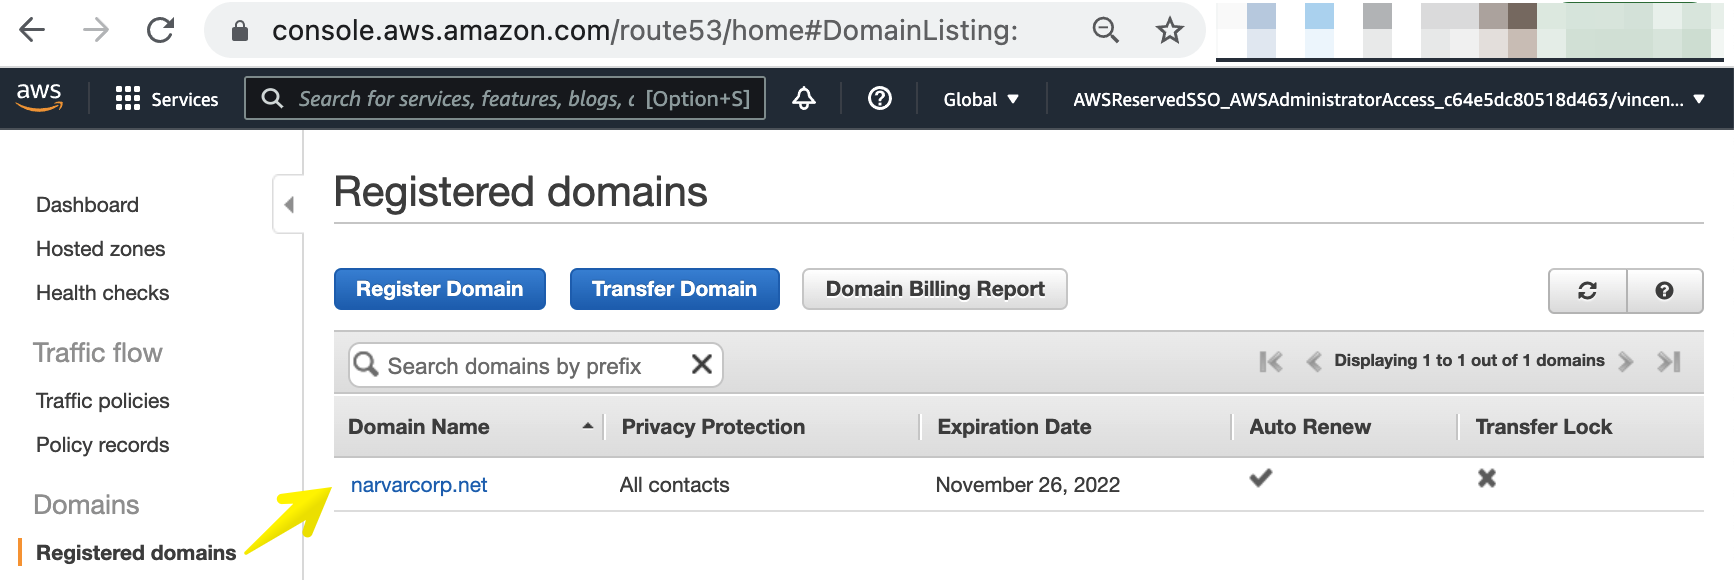 console.aws.amazon.com/route53/home#DomainListing:
aws
Services
Search for services, features, blogs, c [Option+S]
Global
AWSReservedSSO_AWSAdministratorAccess_c64e5dc80518d463/vincen...
Dashboard
Hosted zones
Health checks
Traffic flow
Traffic policies
Policy records
Domains
Registered domains
Registered domains
Register Domain
Transfer Domain
Domain Billing Report
Search domains by prefix
Displaying 1 to 1 out of 1 domains
Domain Name Privacy Protection Expiration Date Auto Renew Transfer Lock
narvarcorp.net All contacts November 26, 2022